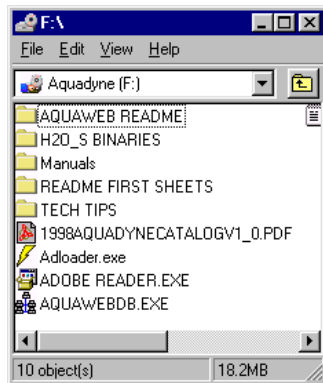 F:\
File Edit View Help
Aquadyne (F:)
AQUAWEB README
H2O_S BINARIES
Manuals
README FIRST SHEETS
TECH TIPS
1998AQUADYNECATALOGV1_0.PDF
Adloader.exe
ADOBE READER.EXE
AQUAWEBDB.EXE
10 object(s) 18.2MB